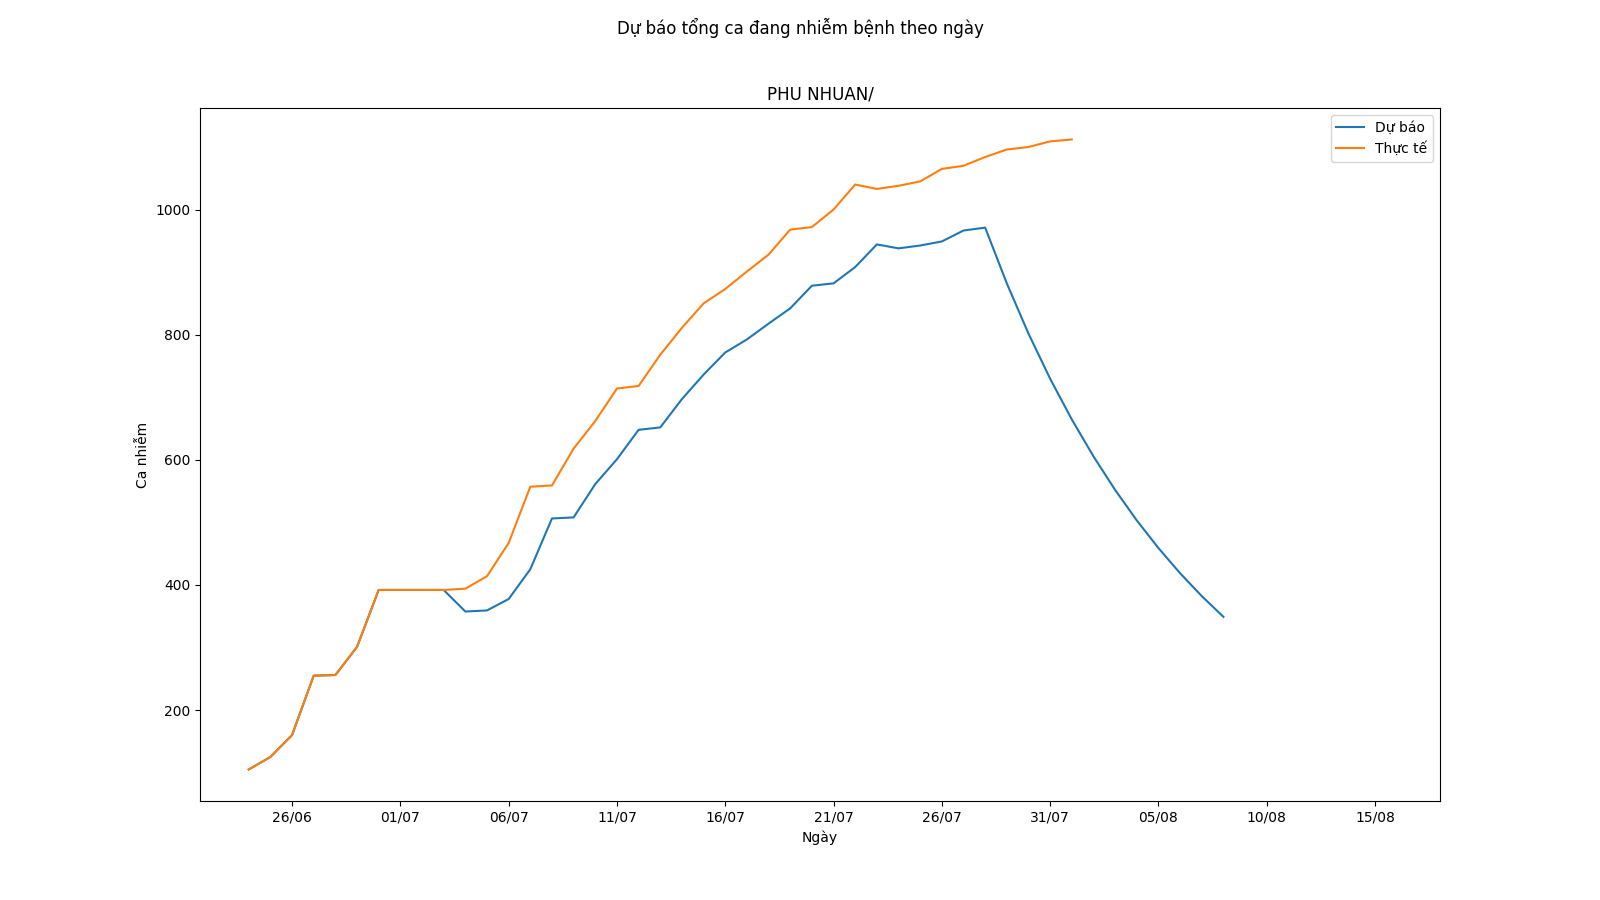 Dự báo tổng ca đang nhiễm bệnh theo ngày
PHU NHUAN/
Dự báo
Thực tế
1000
800
600
400
200
Ca nhiễm
26/06 01/07 06/07 11/07 16/07 21/07 26/07 31/07 05/08 10/08 15/08
Ngày